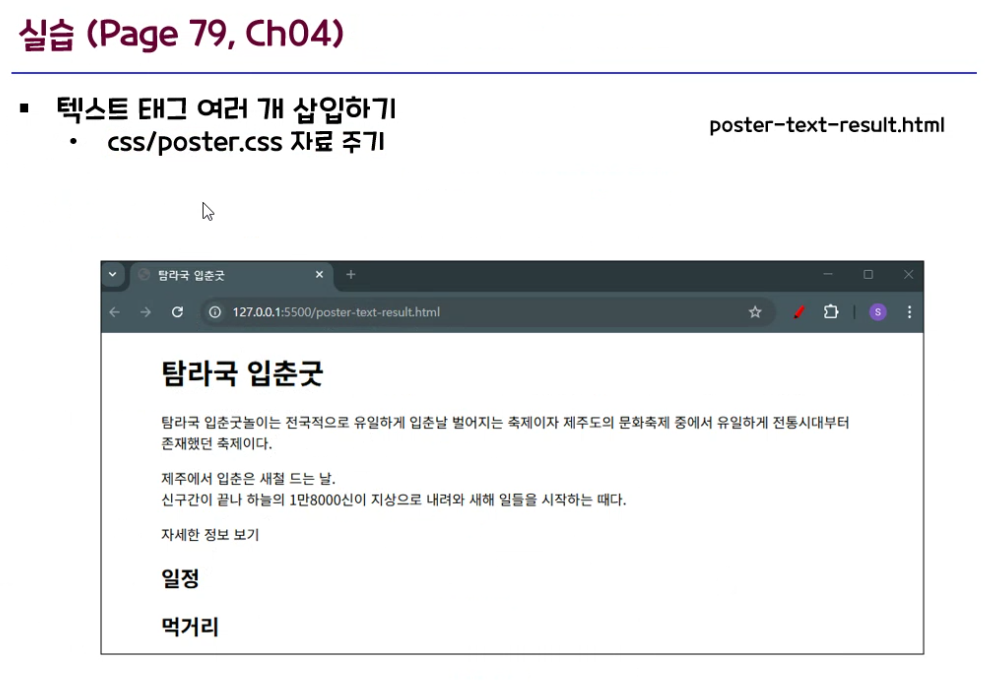 실습 (Page 79, Ch04)
▪ 텍스트 태그 여러 개 삽입하기
• css/poster.css 자료 주기
poster-text-result.html
탐라국 입춘굿
127.0.0.1:5500/poster-text-result.html
S
탐라국 입춘굿
탐라국 입춘굿놀이는 전국적으로 유일하게 입춘날 벌어지는 축제이자 제주도의 문화축제 중에서 유일하게 전통시대부터
존재했던 축제이다.
제주에서 입춘은 새철 드는 날.
신구간이 끝나 하늘의 1만8000신이 지상으로 내려와 새해 일들을 시작하는 때다.
자세한 정보 보기
일정
먹거리